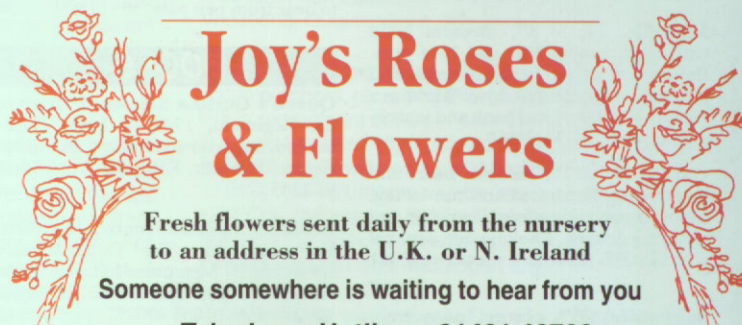 Joy's Roses
& Flowers
Fresh flowers sent daily from the nursery
to an address in the U.K. or N. Ireland
Someone somewhere is waiting to hear from you